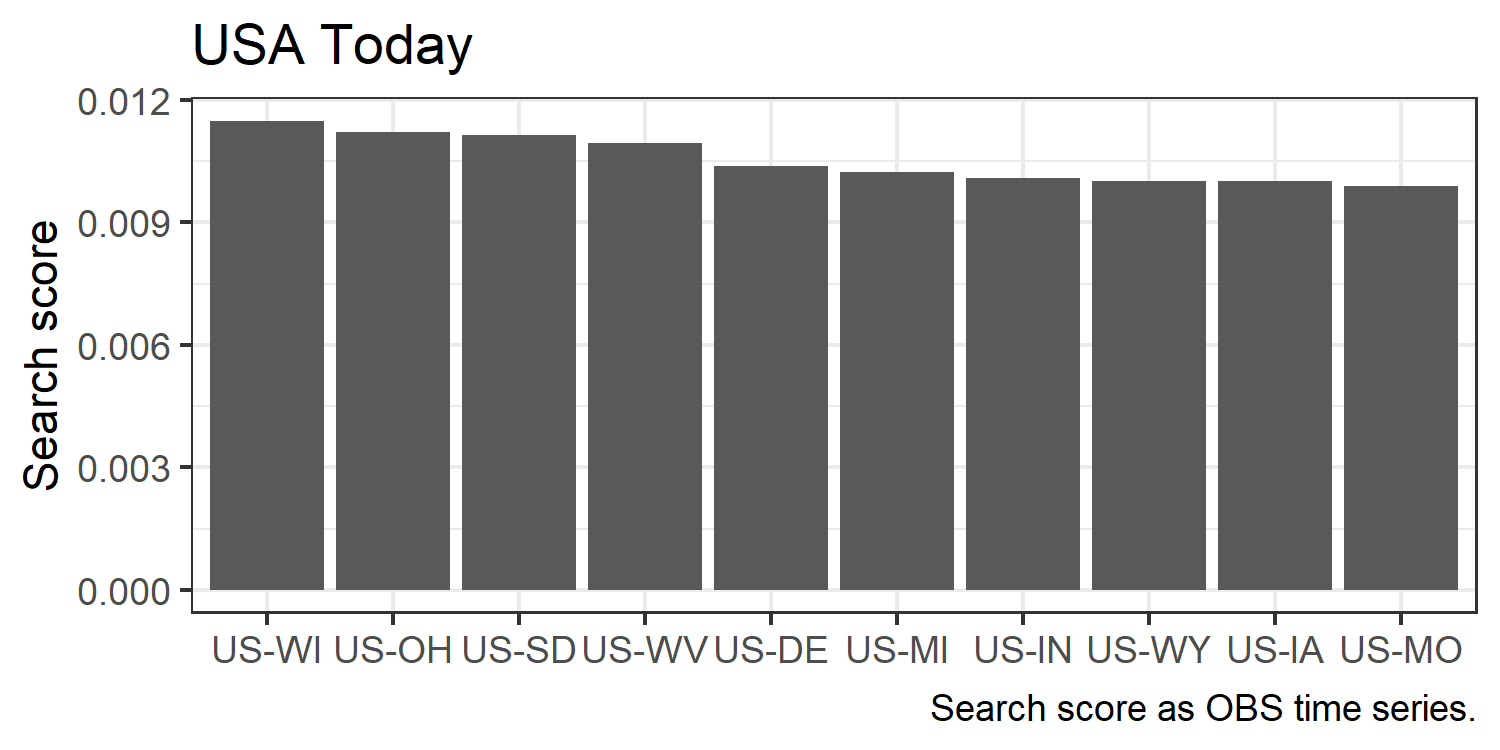 USA Today
0.012
0.009
0.006
0.003
0.000
Search score
US-WI US-OH US-SD US-WV US-DE US-MI US-IN US-WY US-IA US-MO
Search score as OBS time series.